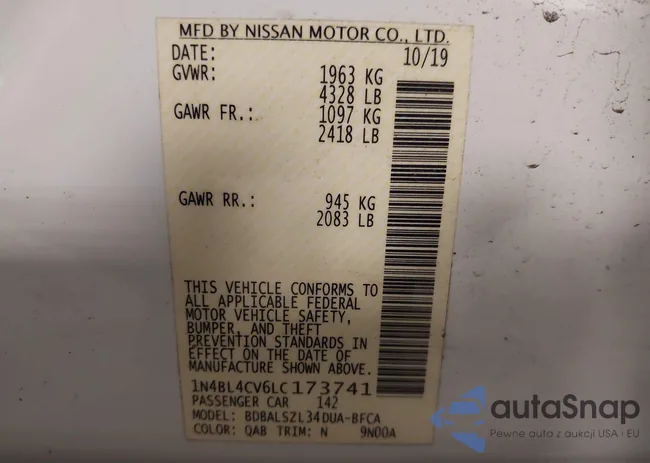 MFD BY NISSAN MOTOR CO., LTD.
DATE: 10/19
GVWR: 1963 KG
4328 LB
GAWR FR.: 1097 KG
2418 LB
GAWR RR.: 945 KG
2083 LB
THIS VEHICLE CONFORMS TO
ALL APPLICABLE FEDERAL
MOTOR VEHICLE SAFETY,
BUMPER, AND THEFT
PREVENTION STANDARDS IN
EFFECT ON THE DATE OF
MANUFACTURE SHOWN ABOVE.
1N4BL4CV6LC173741
PASSENGER CAR 142
MODEL: BDBALSZL34DUA-BFCA
COLOR: QAB TRIM: N 9N00A
autoSnap
Pewne auta z aukcji USA i EU